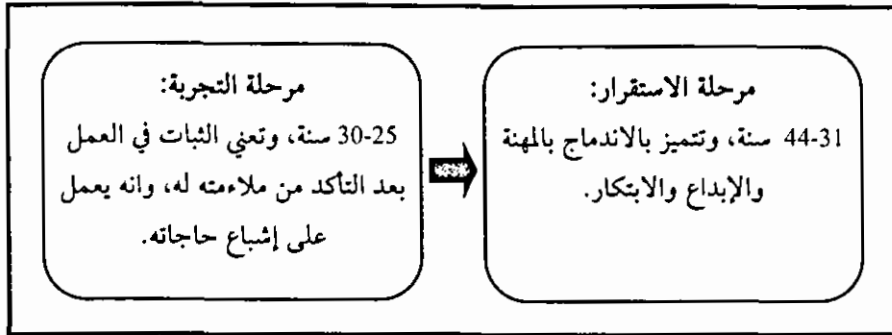 مرحلة التجربة:
30-25 سنة، وتعني الثبات في العمل
بعد التأكد من ملاءمته له، وانه يعمل
على إشباع حاجاته.
مرحلة الاستقرار:
44-31 سنة، وتتميز بالاندماج بالمهنة
والإبداع والابتكار.